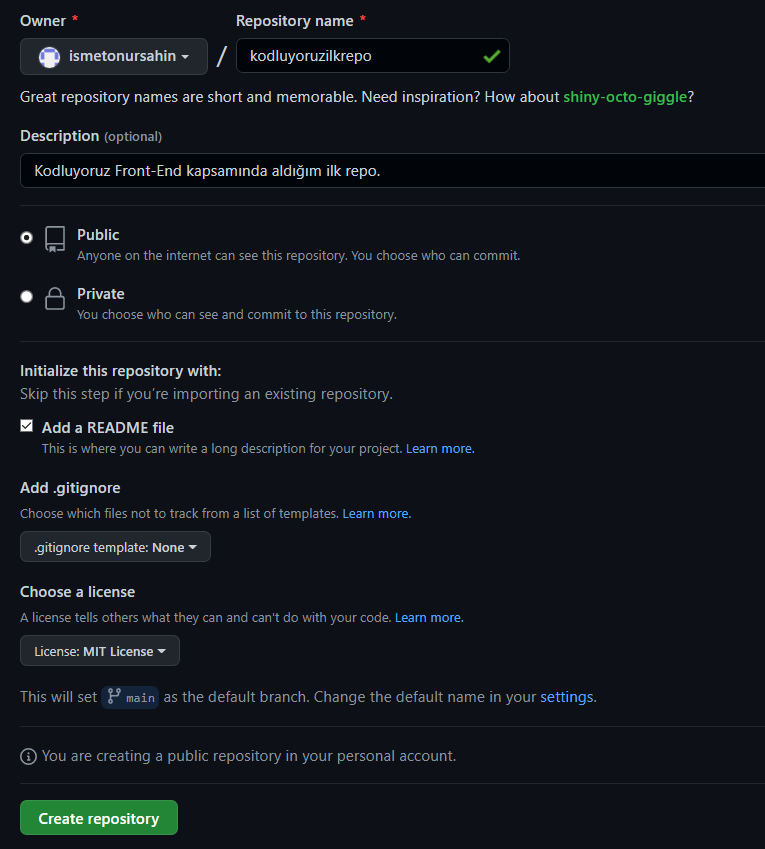 Owner * Repository name *
ismetonursahin / kodluyoruzilkrepo
Great repository names are short and memorable. Need inspiration? How about shiny-octo-giggle?
Description (optional)
Kodluyoruz Front-End kapsamında aldığım ilk repo.
Public
Anyone on the internet can see this repository. You choose who can commit.
Private
You choose who can see and commit to this repository.
Initialize this repository with:
Skip this step if you're importing an existing repository.
Add a README file
This is where you can write a long description for your project. Learn more.
Add .gitignore
Choose which files not to track from a list of templates. Learn more.
.gitignore template: None
Choose a license
A license tells others what they can and can't do with your code. Learn more.
License: MIT License
This will set main as the default branch. Change the default name in your settings.
You are creating a public repository in your personal account.
Create repository